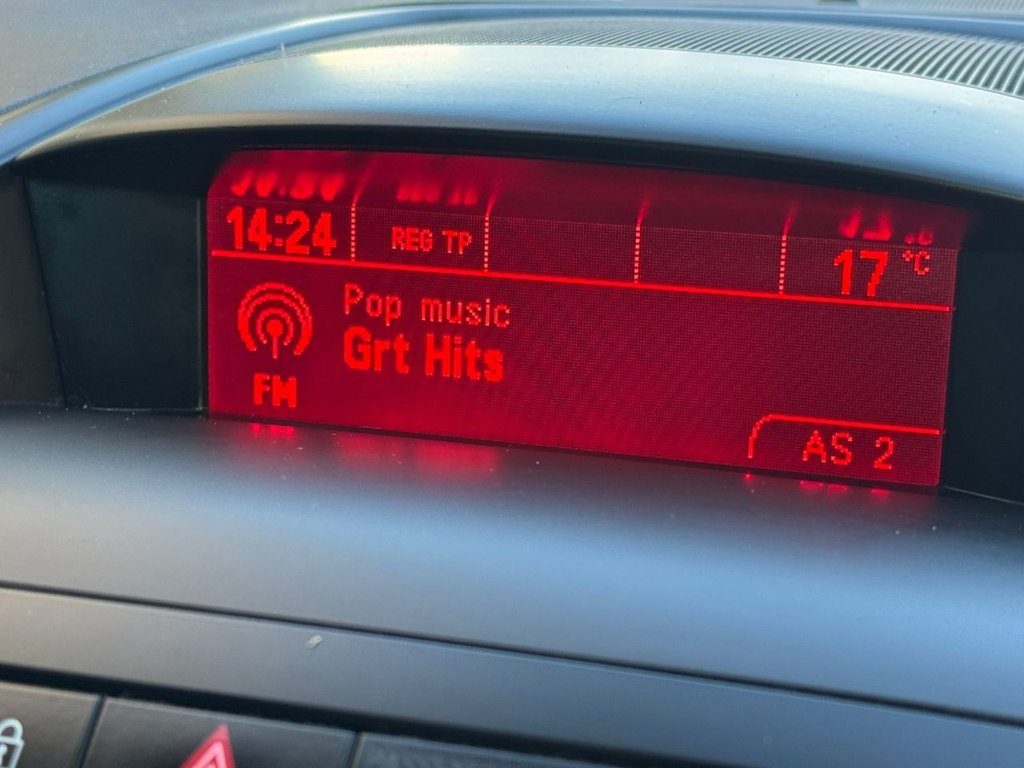 14:24 REG TP 17 °C
Pop music
Grt Hits
FM
AS 2